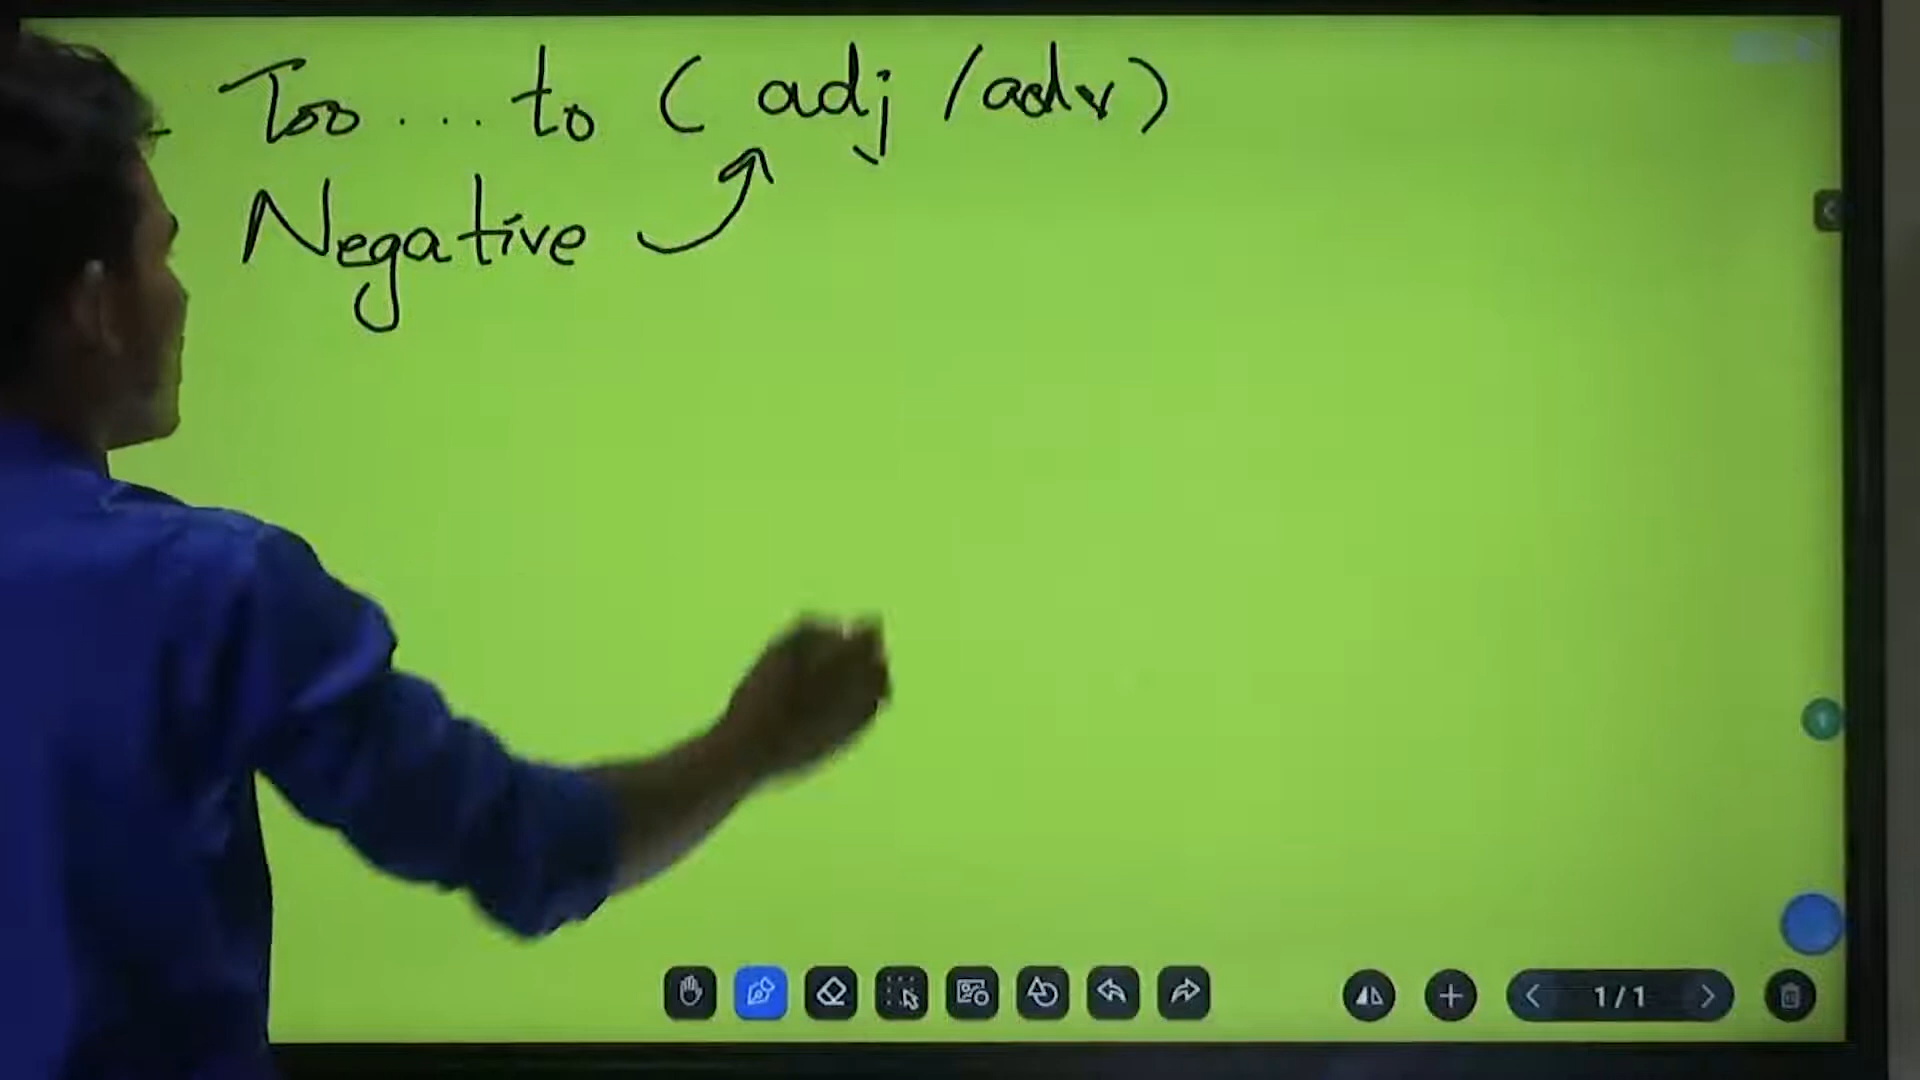 - Too ... to ( adj / adv )
Negative
1 / 1